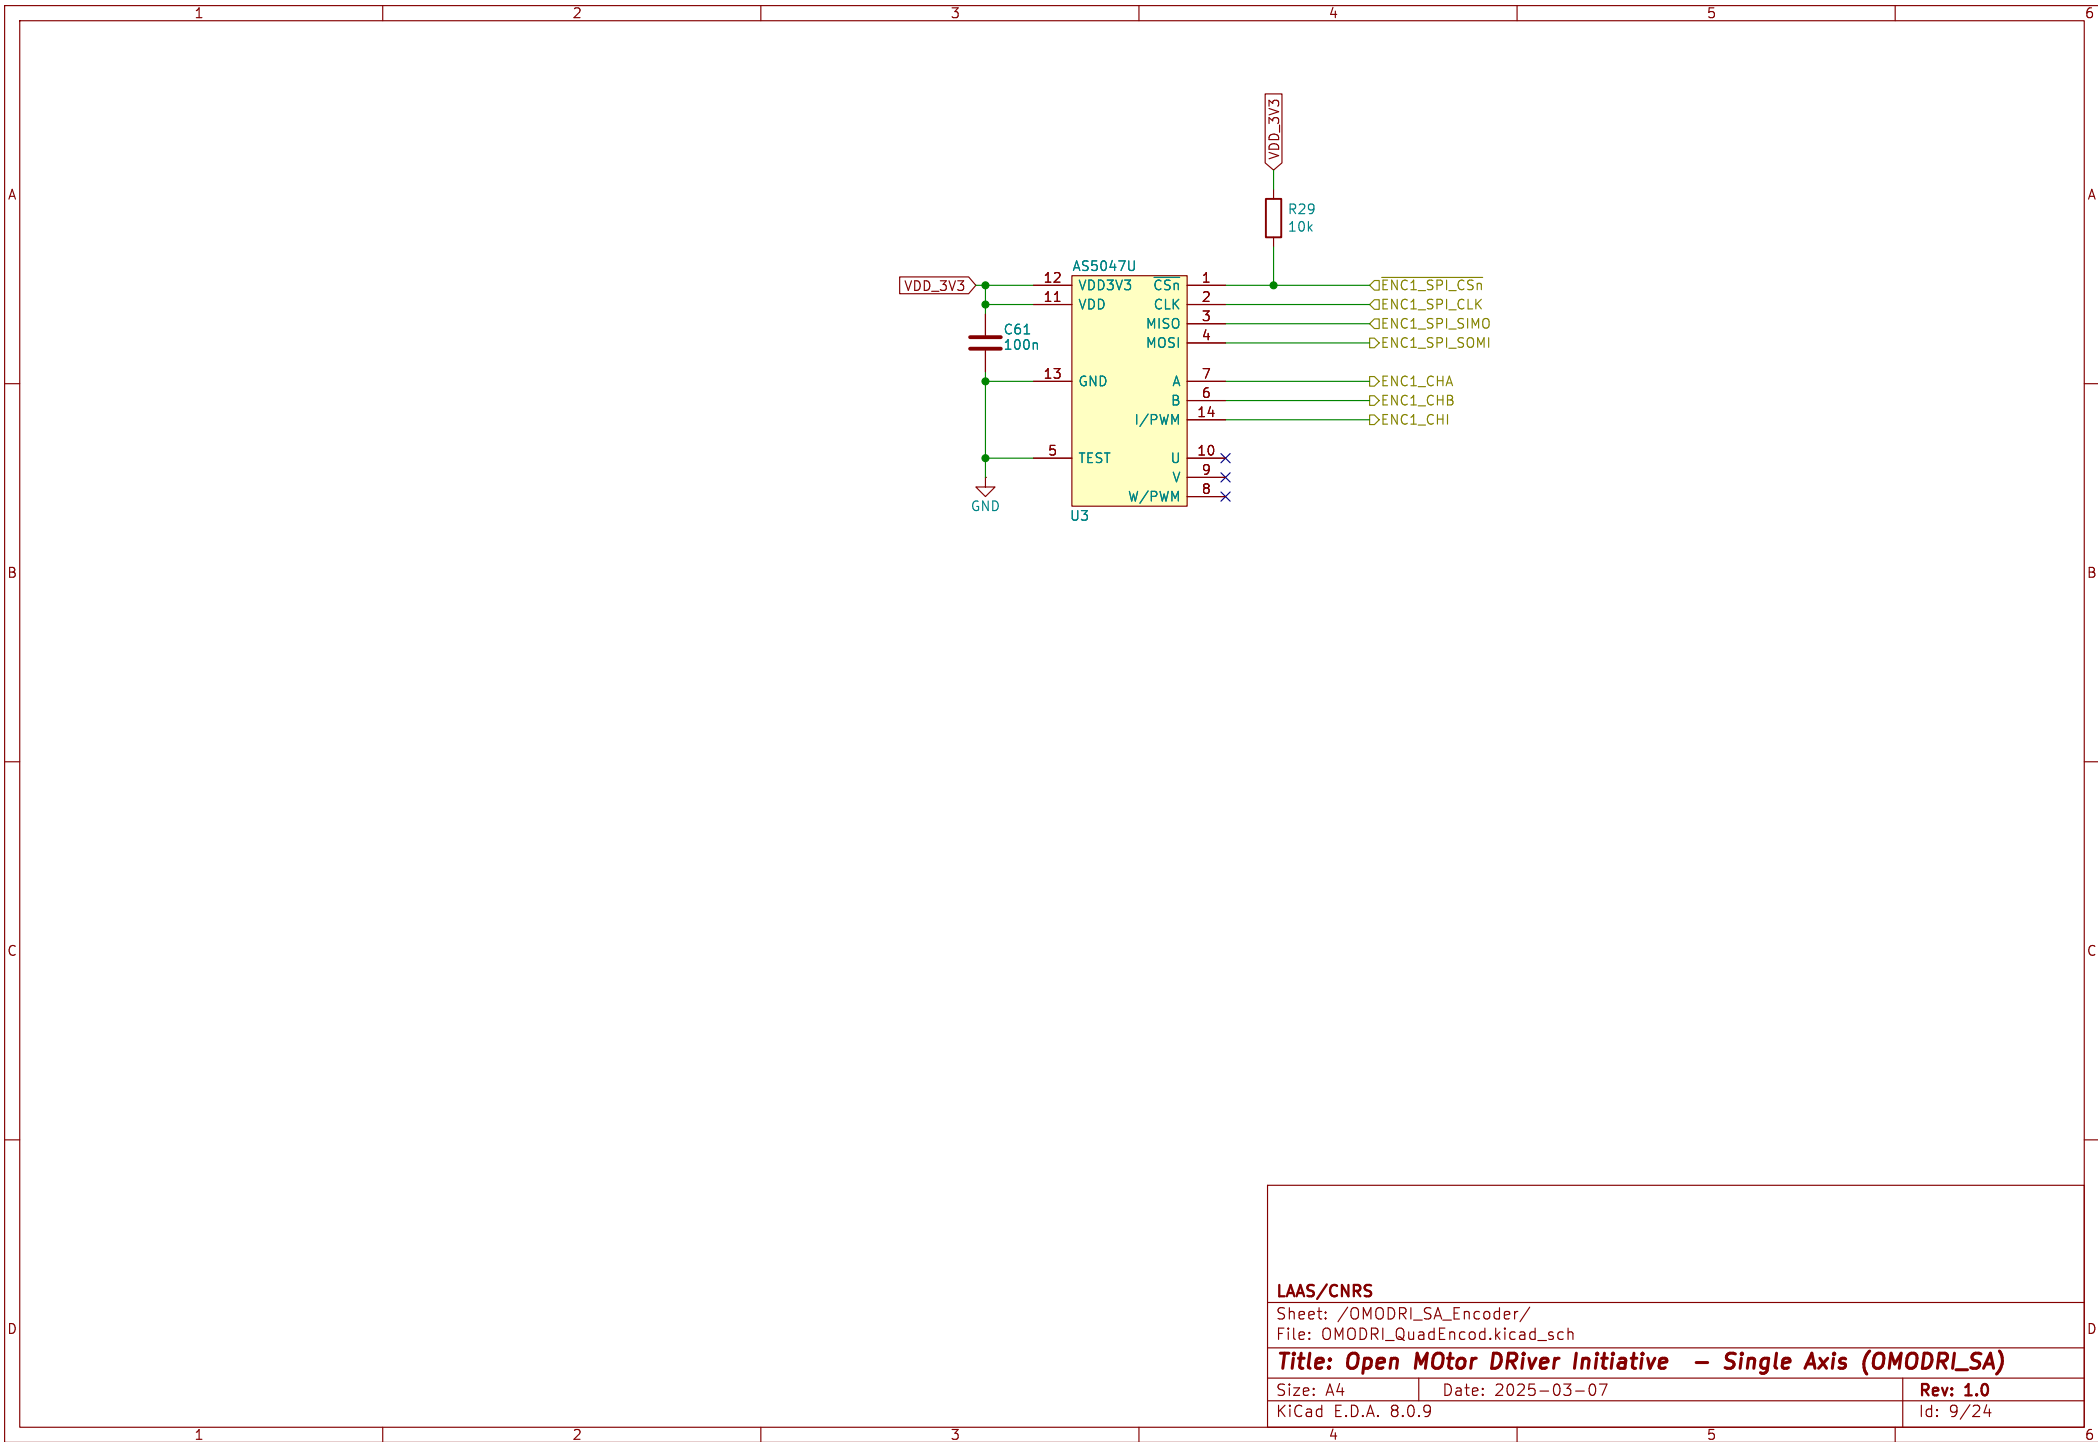 1 2 3 4 5 6
A A
B B
C C
D D
VDD_3V3
R29
10k
AS5047U
VDD_3V3
12 VDD3V3
11 VDD
C61
100n
13 GND
5 TEST
GND
U3
CSn 1 ENC1_SPI_CSn
CLK 2 ENC1_SPI_CLK
MISO 3 ENC1_SPI_SIMO
MOSI 4 ENC1_SPI_SOMI
A 7 ENC1_CHA
B 6 ENC1_CHB
I/PWM 14 ENC1_CHI
U 10
V 9
W/PWM 8
LAAS/CNRS
Sheet: /OMODRI_SA_Encoder/
File: OMODRI_QuadEncod.kicad_sch
Title: Open MOtor DRiver Initiative – Single Axis (OMODRI_SA)
Size: A4 Date: 2025-03-07 Rev: 1.0
KiCad E.D.A. 8.0.9 Id: 9/24
1 2 3 4 5 6